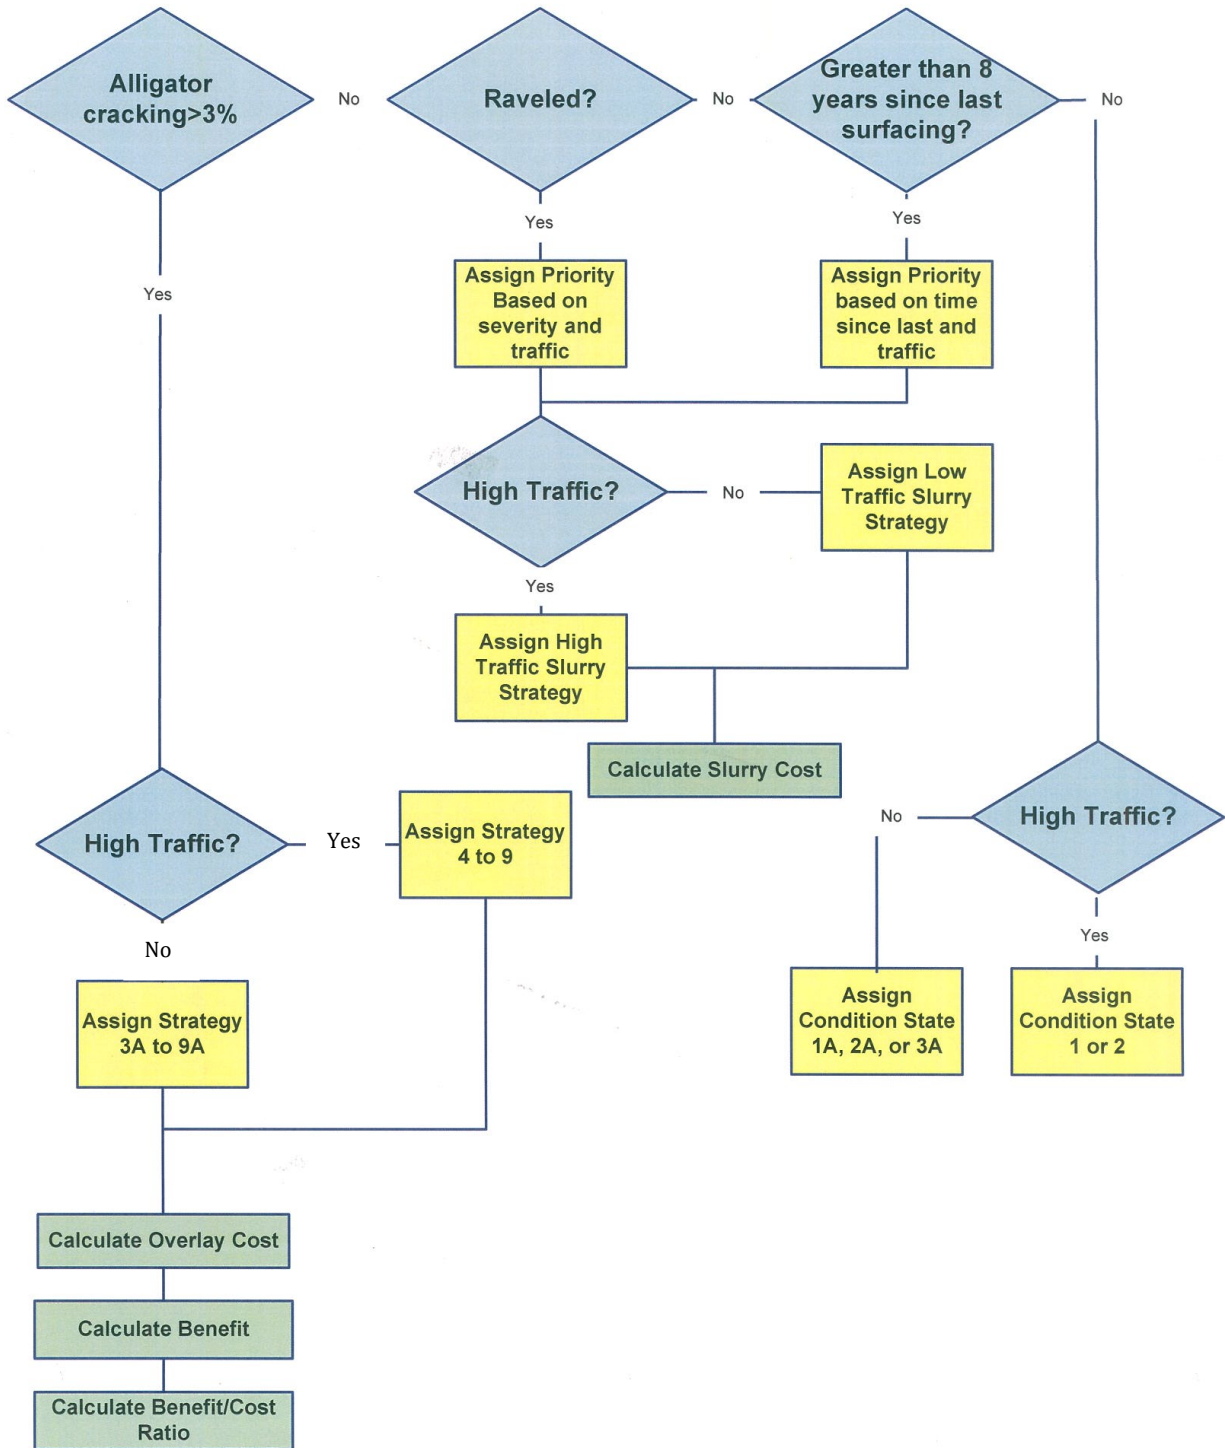 Alligator
cracking>3%
No
Raveled?
No
Greater than 8
years since last
surfacing?
No
Yes
Yes
Yes
Assign Priority
Based on
severity and
traffic
Assign Priority
based on time
since last and
traffic
High Traffic?
No
Assign Low
Traffic Slurry
Strategy
Yes
Assign High
Traffic Slurry
Strategy
Calculate Slurry Cost
High Traffic?
Yes
Assign Strategy
4 to 9
No
High Traffic?
No
Yes
Assign Strategy
3A to 9A
Assign
Condition State
1A, 2A, or 3A
Assign
Condition State
1 or 2
Calculate Overlay Cost
Calculate Benefit
Calculate Benefit/Cost
Ratio